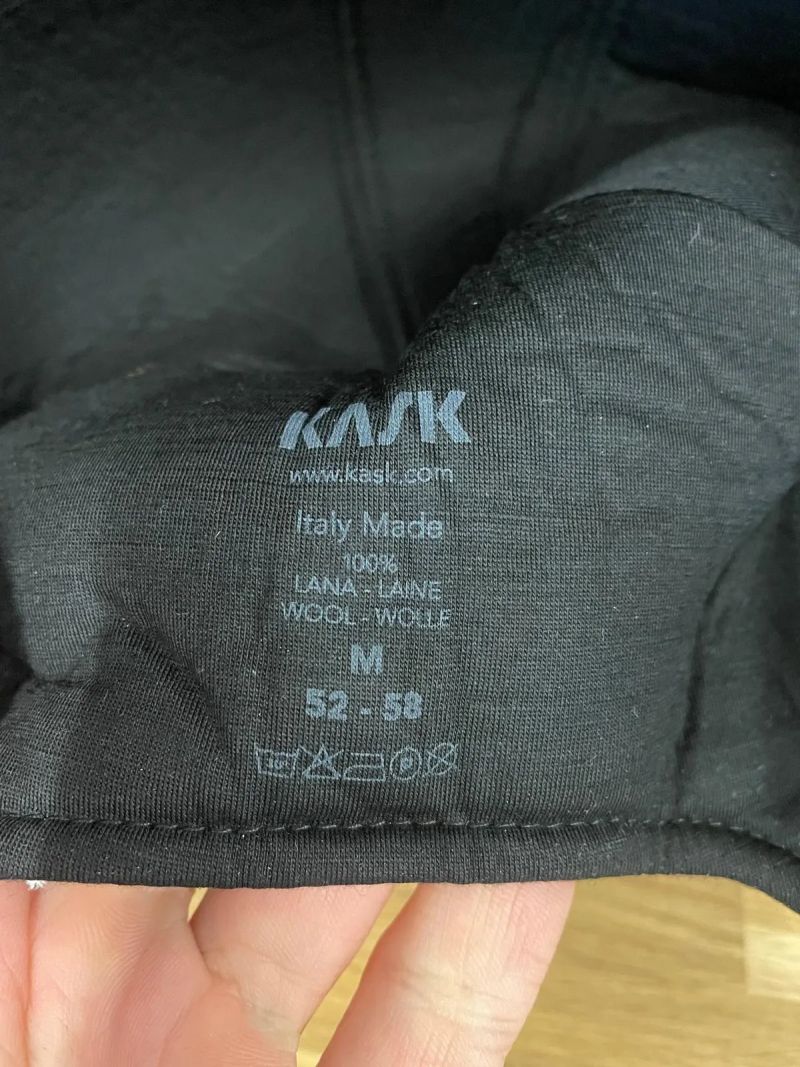 KASK
www.kask.com
Italy Made
100%
LANA - LAINE
WOOL - WOLLE
M
52 - 58